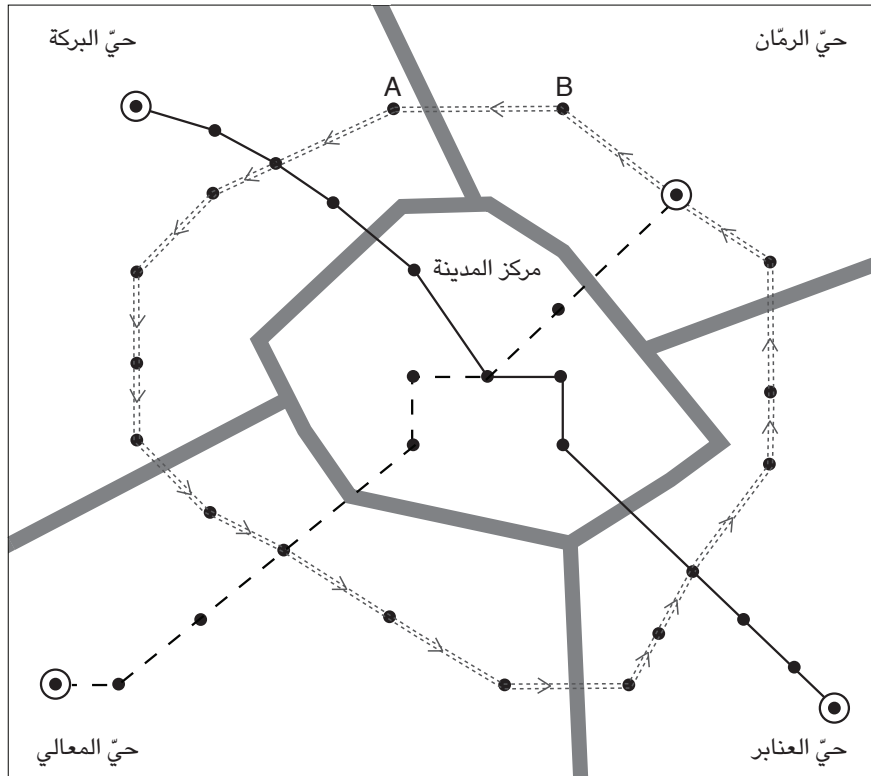 حيّ الرمّان
حيّ البركة
A
B
مركز المدينة
حيّ العنابر
حيّ المعالي